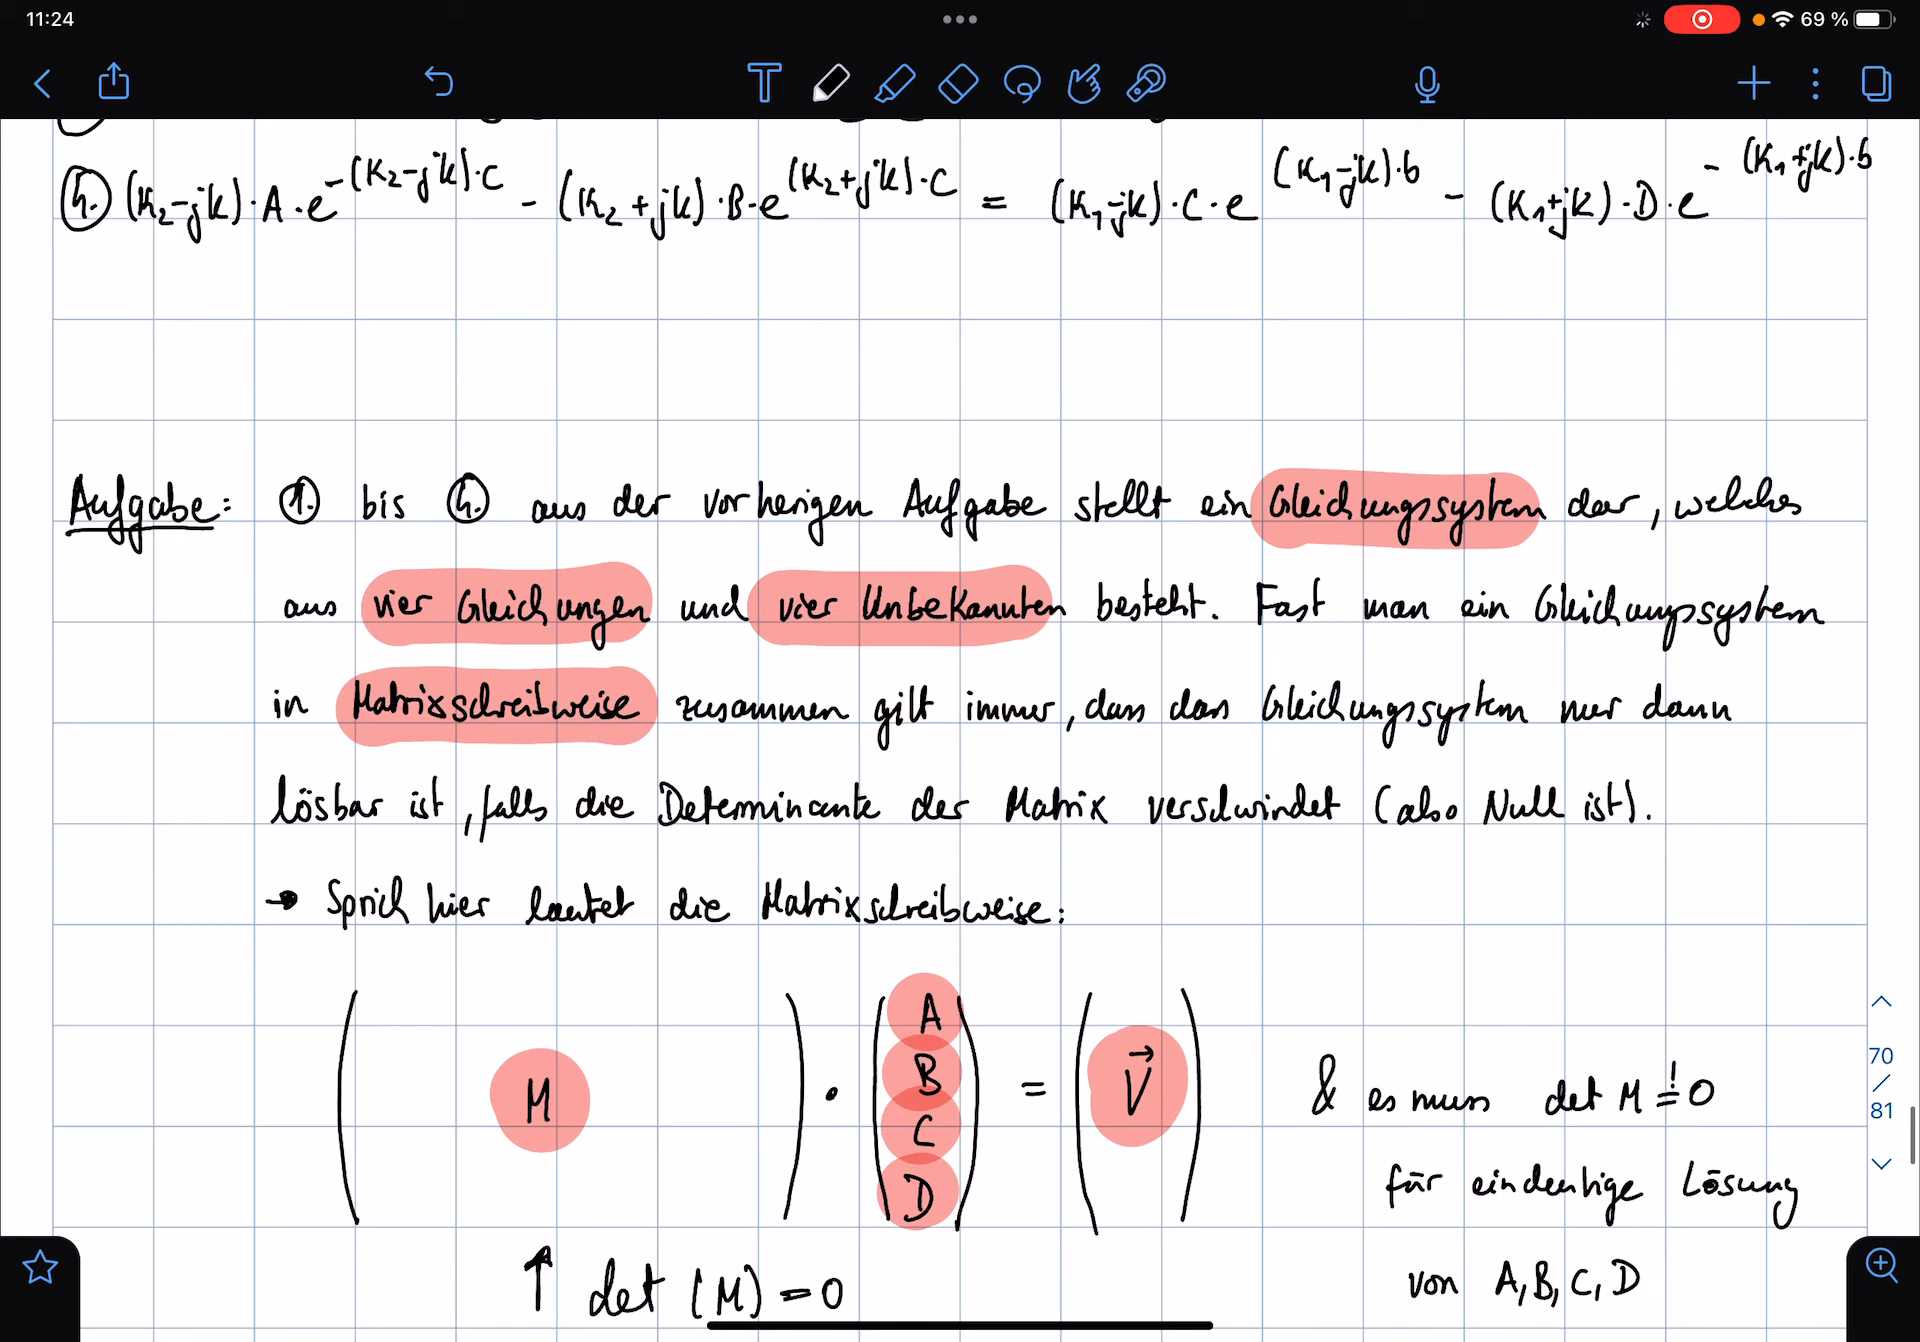 11:24
69 %
4. (K₂-jk)·A·e^-(K₂-jk)·C - (K₂+jk)·B·e^(K₂+jk)·C = (K₁-jk)·C·e^(K₁-jk)·b - (K₁+jk)·D·e^-(K₁+jk)·b
Aufgabe: 1. bis 4. aus der vorherigen Aufgabe stellt ein Gleichungssystem dar, welches
aus vier Gleichungen und vier Unbekannten besteht. Fast man ein Gleichungssystem
in Matrixschreibweise zusammen gilt immer, dass das Gleichungssystem nur dann
lösbar ist, falls die Determinante der Matrix verschwindet (also Null ist).
→ Sprich hier lautet die Matrixschreibweise:
( M ) · ( A B C D ) = ( V⃗ ) & es muss det M =! 0
für eindeutige Lösung
von A, B, C, D
↑ det (M) = 0
70
/
81